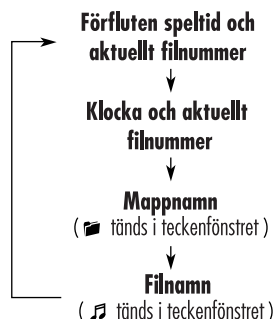 Förfluten speltid och
aktuellt filnummer
Klocka och aktuellt
filnummer
Mappnamn
( tänds i teckenfönstret )
Filnamn
( tänds i teckenfönstret )